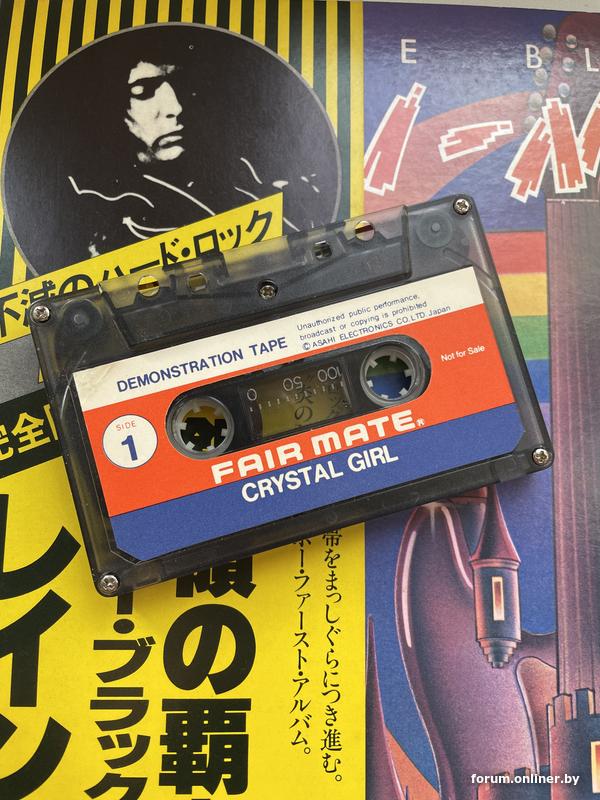 E BL
不滅のハード・ロック
完全
DEMONSTRATION TAPE
Unauthorized public performance,
broadcast or copying is prohibited
©ASAHI ELECTRONICS CO.,LTD. Japan
Not for Sale
0 50 100
SIDE
1
FAIR MATE®
CRYSTAL GIRL
レイン
・ブラック
の覇
帯をまっしぐらにつき進む。
・ファースト・アルバム。
forum.onliner.by